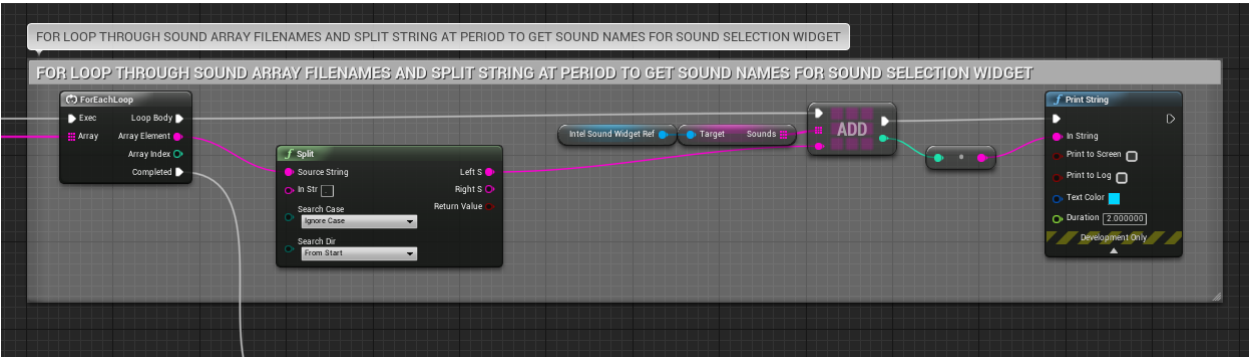 FOR LOOP THROUGH SOUND ARRAY FILENAMES AND SPLIT STRING AT PERIOD TO GET SOUND NAMES FOR SOUND SELECTION WIDGET
FOR LOOP THROUGH SOUND ARRAY FILENAMES AND SPLIT STRING AT PERIOD TO GET SOUND NAMES FOR SOUND SELECTION WIDGET
ForEachLoop
Exec Loop Body
Array Array Element
Array Index
Completed
Split
Source String Left S
In Str . Right S
Search Case Return Value
Ignore Case
Search Dir
From Start
Intel Sound Widget Ref
Target Sounds
ADD
Print String
In String
Print to Screen
Print to Log
Text Color
Duration 2.000000
Development Only